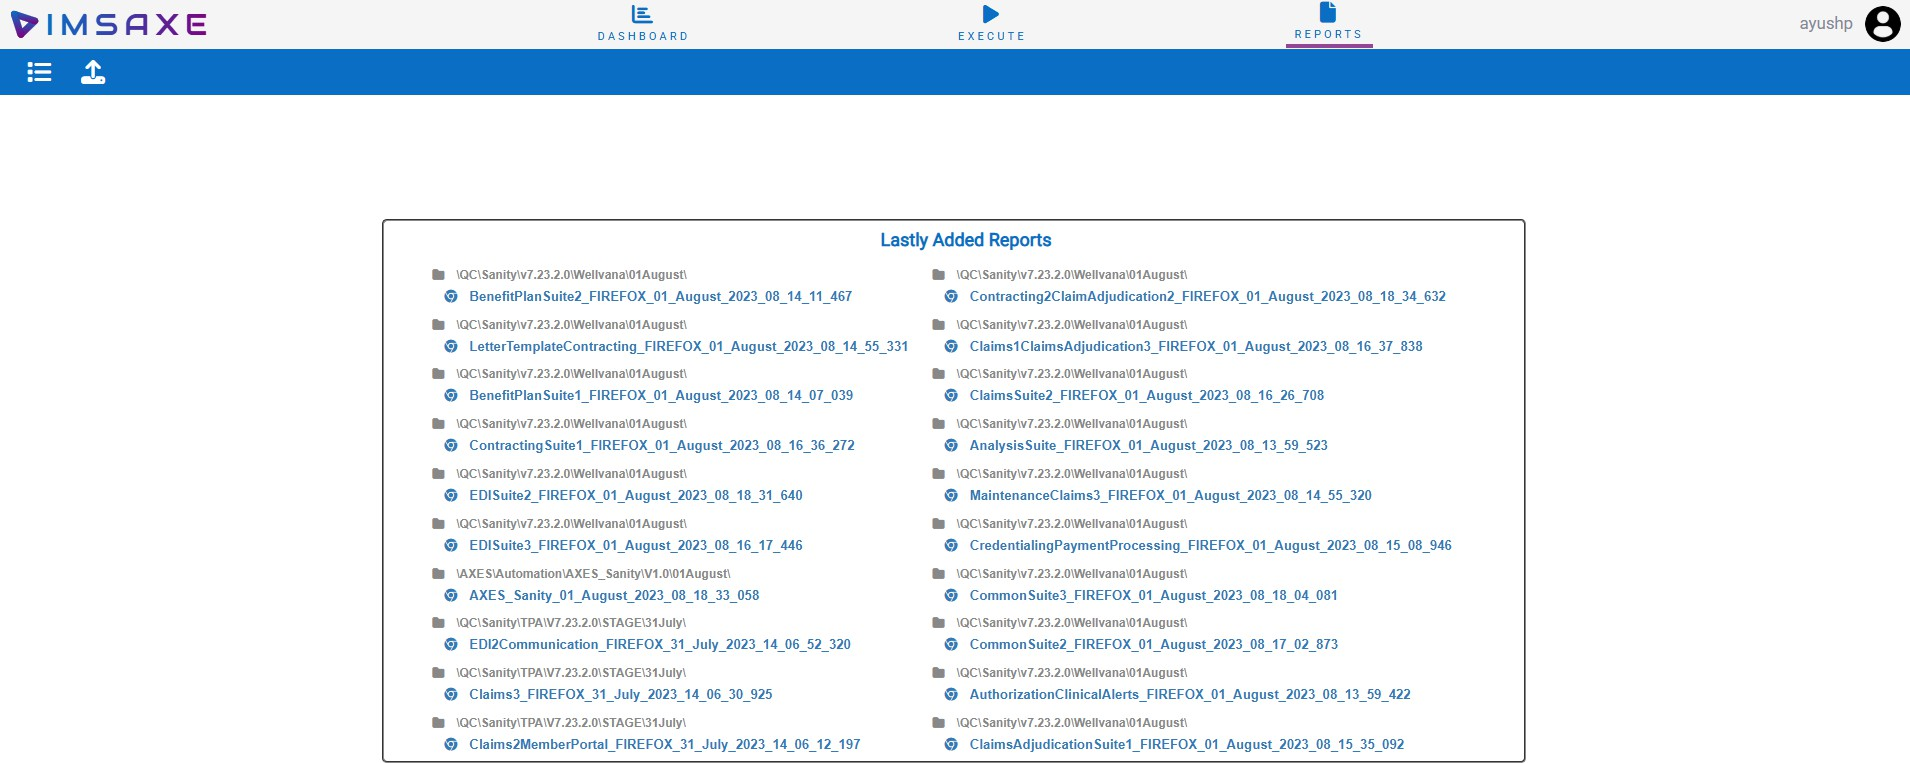 IMSAXE
DASHBOARD
EXECUTE
REPORTS
ayushp
Lastly Added Reports
\QC\Sanity\v7.23.2.0\Wellvana\01August\
BenefitPlanSuite2_FIREFOX_01_August_2023_08_14_11_467
\QC\Sanity\v7.23.2.0\Wellvana\01August\
LetterTemplateContracting_FIREFOX_01_August_2023_08_14_55_331
\QC\Sanity\v7.23.2.0\Wellvana\01August\
BenefitPlanSuite1_FIREFOX_01_August_2023_08_14_07_039
\QC\Sanity\v7.23.2.0\Wellvana\01August\
ContractingSuite1_FIREFOX_01_August_2023_08_16_36_272
\QC\Sanity\v7.23.2.0\Wellvana\01August\
EDISuite2_FIREFOX_01_August_2023_08_18_31_640
\QC\Sanity\v7.23.2.0\Wellvana\01August\
EDISuite3_FIREFOX_01_August_2023_08_16_17_446
\AXES\Automation\AXES_Sanity\V1.0\01August\
AXES_Sanity_01_August_2023_08_18_33_058
\QC\Sanity\TPA\V7.23.2.0\STAGE\31July\
EDI2Communication_FIREFOX_31_July_2023_14_06_52_320
\QC\Sanity\TPA\V7.23.2.0\STAGE\31July\
Claims3_FIREFOX_31_July_2023_14_06_30_925
\QC\Sanity\TPA\V7.23.2.0\STAGE\31July\
Claims2MemberPortal_FIREFOX_31_July_2023_14_06_12_197
\QC\Sanity\v7.23.2.0\Wellvana\01August\
Contracting2ClaimAdjudication2_FIREFOX_01_August_2023_08_18_34_632
\QC\Sanity\v7.23.2.0\Wellvana\01August\
Claims1ClaimsAdjudication3_FIREFOX_01_August_2023_08_16_37_838
\QC\Sanity\v7.23.2.0\Wellvana\01August\
ClaimsSuite2_FIREFOX_01_August_2023_08_16_26_708
\QC\Sanity\v7.23.2.0\Wellvana\01August\
AnalysisSuite_FIREFOX_01_August_2023_08_13_59_523
\QC\Sanity\v7.23.2.0\Wellvana\01August\
MaintenanceClaims3_FIREFOX_01_August_2023_08_14_55_320
\QC\Sanity\v7.23.2.0\Wellvana\01August\
CredentialingPaymentProcessing_FIREFOX_01_August_2023_08_15_08_946
\QC\Sanity\v7.23.2.0\Wellvana\01August\
CommonSuite3_FIREFOX_01_August_2023_08_18_04_081
\QC\Sanity\v7.23.2.0\Wellvana\01August\
CommonSuite2_FIREFOX_01_August_2023_08_17_02_873
\QC\Sanity\v7.23.2.0\Wellvana\01August\
AuthorizationClinicalAlerts_FIREFOX_01_August_2023_08_13_59_422
\QC\Sanity\v7.23.2.0\Wellvana\01August\
ClaimsAdjudicationSuite1_FIREFOX_01_August_2023_08_15_35_092